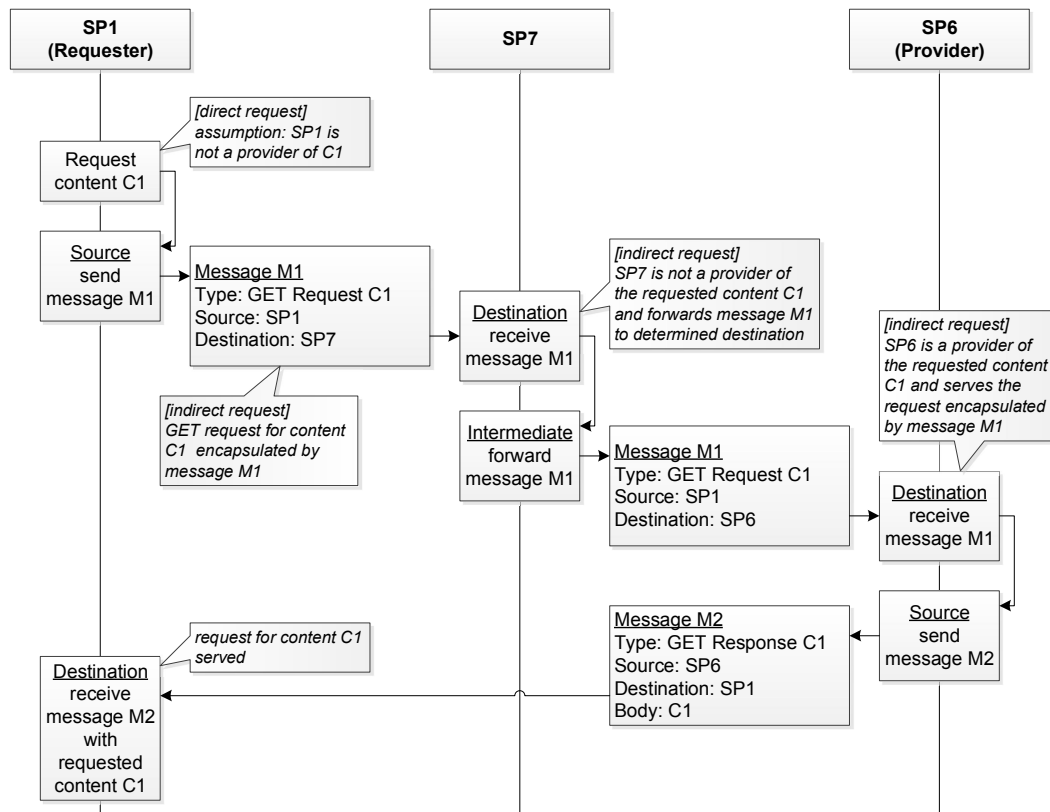 SP1
(Requester)
SP7
SP6
(Provider)
[direct request]
assumption: SP1 is
not a provider of C1
Request
content C1
Source
send
message M1
Message M1
Type: GET Request C1
Source: SP1
Destination: SP7
[indirect request]
GET request for content
C1 encapsulated by
message M1
Destination
receive
message M1
[indirect request]
SP7 is not a provider of
the requested content C1
and forwards message M1
to determined destination
Intermediate
forward
message M1
Message M1
Type: GET Request C1
Source: SP1
Destination: SP6
[indirect request]
SP6 is a provider of
the requested content
C1 and serves the
request encapsulated
by message M1
Destination
receive
message M1
Source
send
message M2
Message M2
Type: GET Response C1
Source: SP6
Destination: SP1
Body: C1
request for content C1
served
Destination
receive
message M2
with
requested
content C1